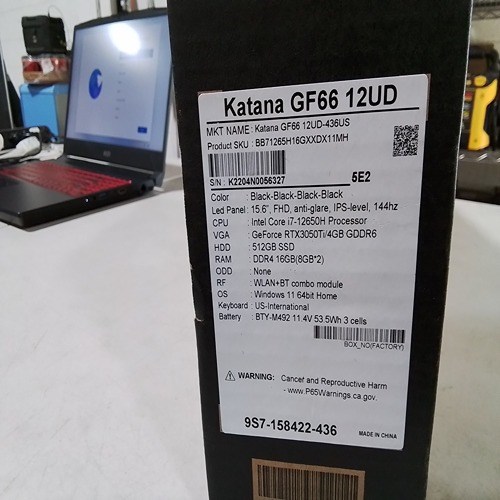 Katana GF66 12UD
MKT NAME : Katana GF66 12UD-436US
Product SKU : BB71265H16GXXDX11MH
S/N : K2204N0056327
5E2
Color : Black-Black-Black-Black
Led Panel : 15.6", FHD, anti-glare, IPS-level, 144hz
CPU : Intel Core i7-12650H Processor
VGA : GeForce RTX3050Ti/4GB GDDR6
HDD : 512GB SSD
RAM : DDR4 16GB(8GB*2)
ODD : None
RF : WLAN+BT combo module
OS : Windows 11 64bit Home
Keyboard : US-International
Battery : BTY-M492 11.4V 53.5Wh 3 cells
BOX_NO(FACTORY)
WARNING: Cancer and Reproductive Harm
- www.P65Warnings.ca.gov.
9S7-158422-436
MADE IN CHINA